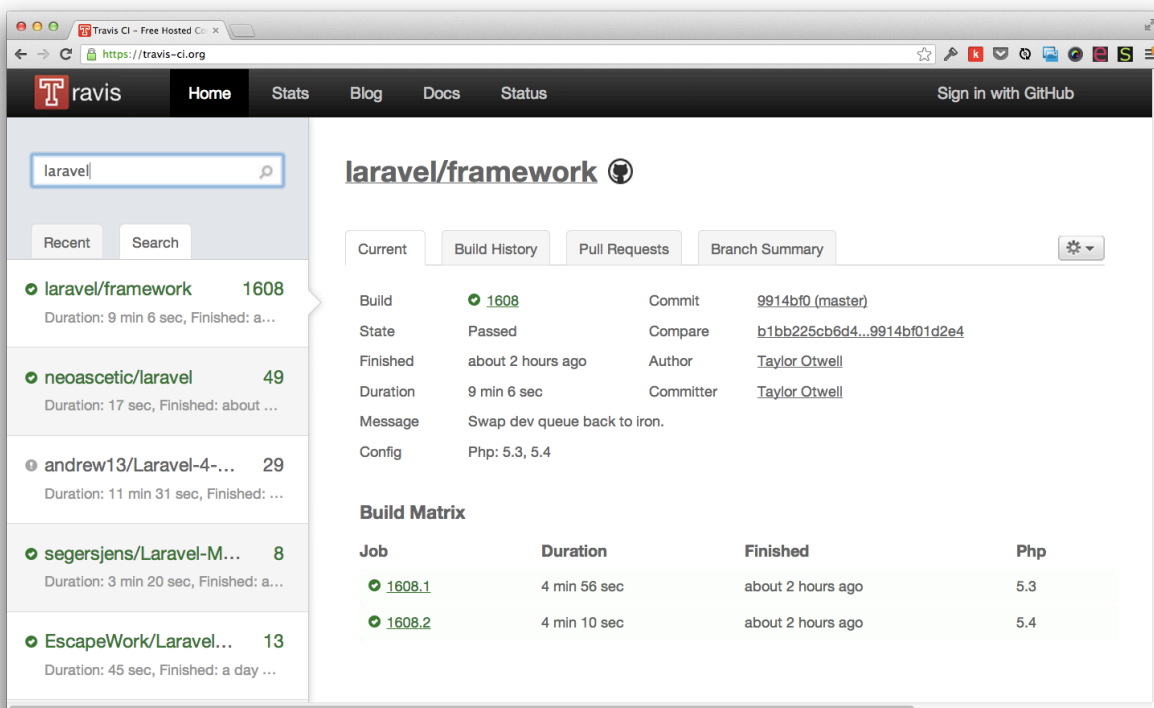 Travis CI - Free Hosted Co
https://travis-ci.org
Travis
Home Stats Blog Docs Status Sign in with GitHub
laravel
Recent Search
laravel/framework 1608
Duration: 9 min 6 sec, Finished: a…
neoascetic/laravel 49
Duration: 17 sec, Finished: about …
andrew13/Laravel-4-… 29
Duration: 11 min 31 sec, Finished: …
segersjens/Laravel-M… 8
Duration: 3 min 20 sec, Finished: a…
EscapeWork/Laravel… 13
Duration: 45 sec, Finished: a day …
laravel/framework
Current Build History Pull Requests Branch Summary
Build 1608 Commit 9914bf0 (master)
State Passed Compare b1bb225cb6d4...9914bf01d2e4
Finished about 2 hours ago Author Taylor Otwell
Duration 9 min 6 sec Committer Taylor Otwell
Message Swap dev queue back to iron.
Config Php: 5.3, 5.4
Build Matrix
Job Duration Finished Php
1608.1 4 min 56 sec about 2 hours ago 5.3
1608.2 4 min 10 sec about 2 hours ago 5.4